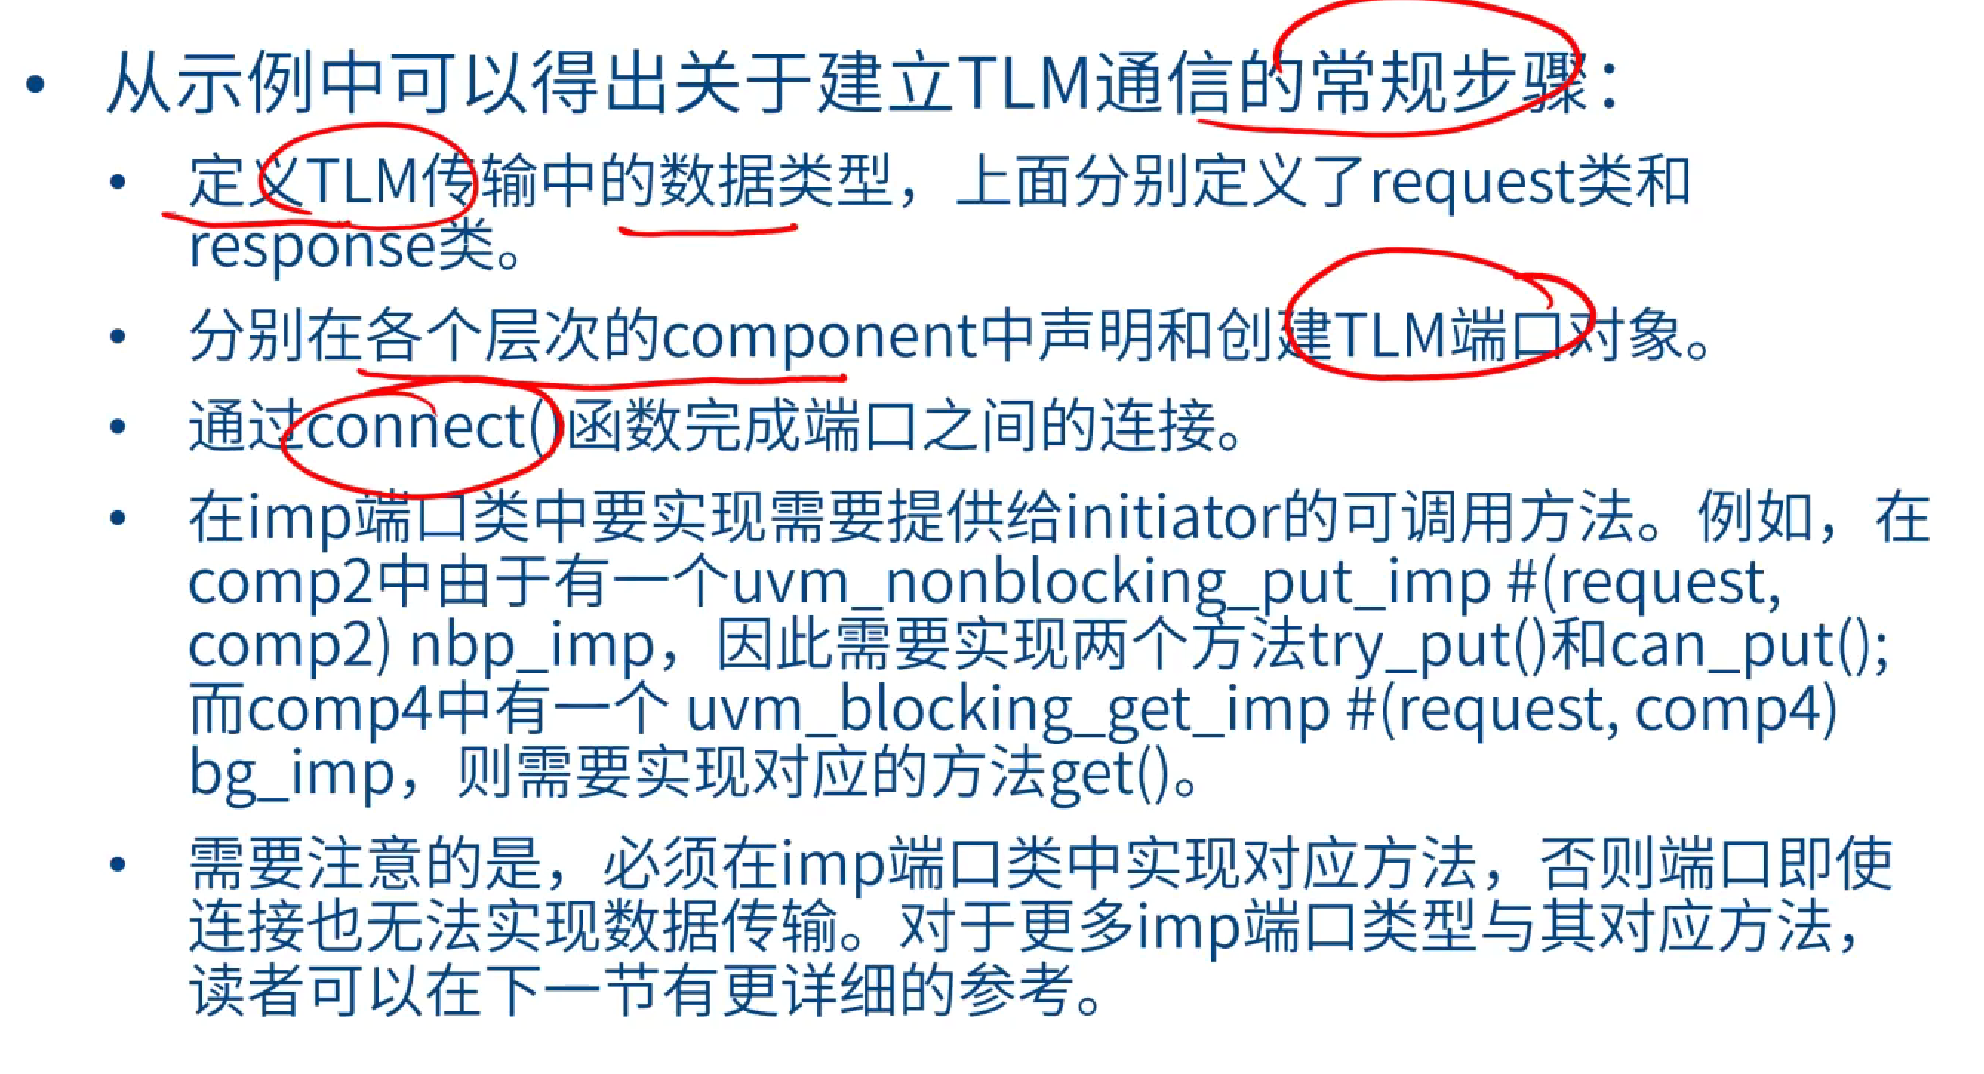 • 从示例中可以得出关于建立TLM通信的常规步骤：
• 定义TLM传输中的数据类型，上面分别定义了request类和
response类。
• 分别在各个层次的component中声明和创建TLM端口对象。
• 通过connect()函数完成端口之间的连接。
• 在imp端口类中要实现需要提供给initiator的可调用方法。例如，在
comp2中由于有一个uvm_nonblocking_put_imp #(request,
comp2) nbp_imp，因此需要实现两个方法try_put()和can_put();
而comp4中有一个 uvm_blocking_get_imp #(request, comp4)
bg_imp，则需要实现对应的方法get()。
• 需要注意的是，必须在imp端口类中实现对应方法，否则端口即使
连接也无法实现数据传输。对于更多imp端口类型与其对应方法，
读者可以在下一节有更详细的参考。